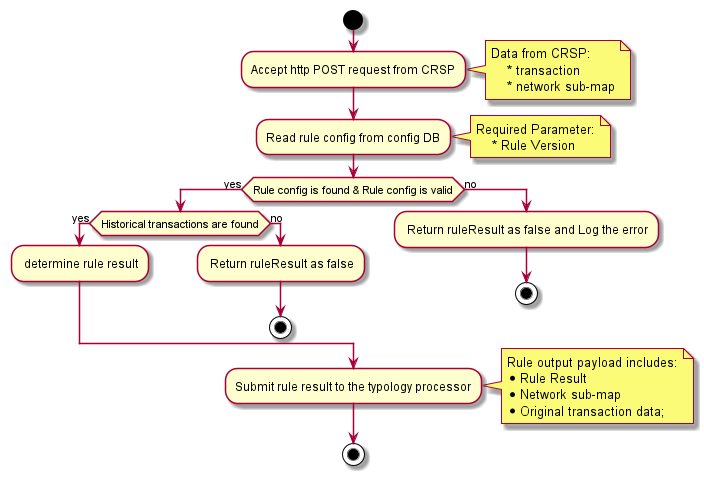 Accept http POST request from CRSP
Data from CRSP:
* transaction
* network sub-map
Read rule config from config DB
Required Parameter:
* Rule Version
yes
Rule config is found & Rule config is valid
no
yes
Historical transactions are found
no
Return ruleResult as false and Log the error
determine rule result
Return ruleResult as false
Submit rule result to the typology processor
Rule output payload includes:
• Rule Result
• Network sub-map
• Original transaction data;